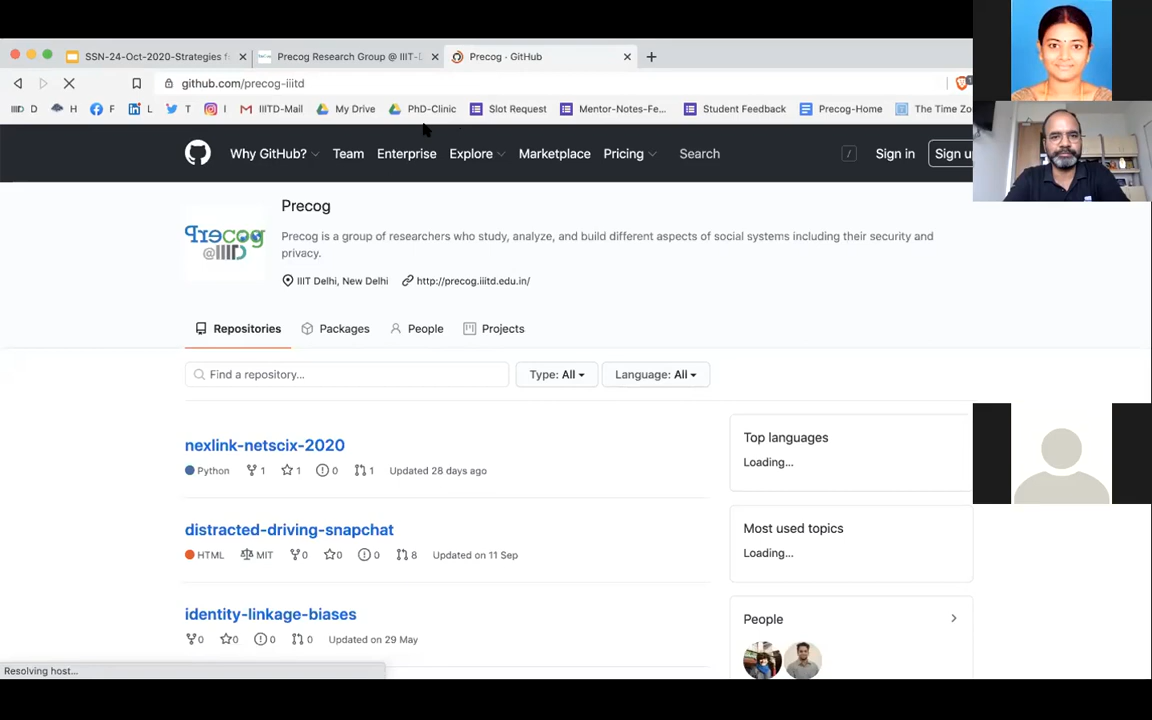 SSN-24-Oct-2020-Strategies f
Precog Research Group @ IIIT-D
Precog · GitHub
github.com/precog-iiitd
IIID D
H
F
L
T
I
IIITD-Mail
My Drive
PhD-Clinic
Slot Request
Mentor-Notes-Fe...
Student Feedback
Precog-Home
The Time Zo
Why GitHub?
Team
Enterprise
Explore
Marketplace
Pricing
Search
/
Sign in
Sign u
Precog
Precog @IIITD
Precog is a group of researchers who study, analyze, and build different aspects of social systems including their security and
privacy.
IIIT Delhi, New Delhi
http://precog.iiitd.edu.in/
Repositories
Packages
People
Projects
Find a repository...
Type: All
Language: All
nexlink-netscix-2020
Python 1 1 0 1 Updated 28 days ago
distracted-driving-snapchat
HTML MIT 0 0 0 8 Updated on 11 Sep
identity-linkage-biases
0 0 0 0 Updated on 29 May
Top languages
Loading...
Most used topics
Loading...
People
Resolving host...